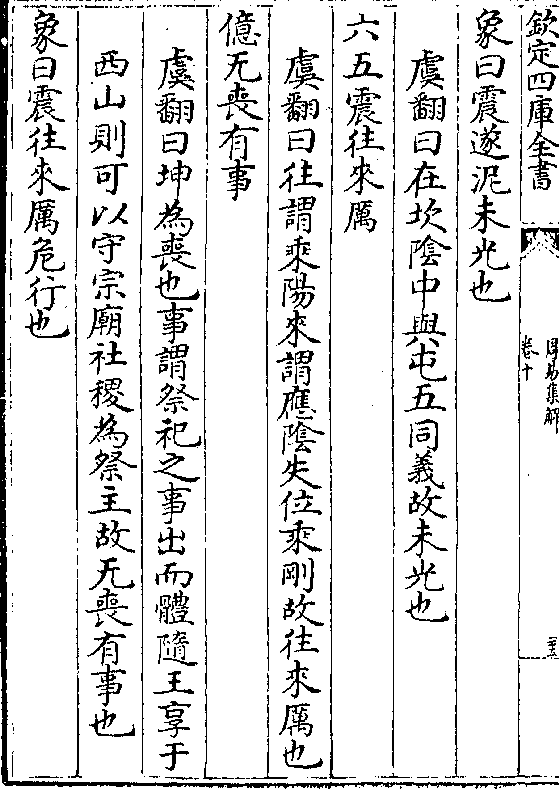 欽定四庫全書
周易集解
卷十
象曰震遂泥未光也
虞翻曰在坎陰中與屯五同義故未光也
六五震往來厲
虞翻曰往謂乘陽來謂應陰失位乘剛故往來厲也
億无喪有事
虞翻曰坤為喪也事謂祭祀之事出而體隨王享于
西山則可以守宗廟社稷為祭主故无喪有事也
象曰震往來厲危行也